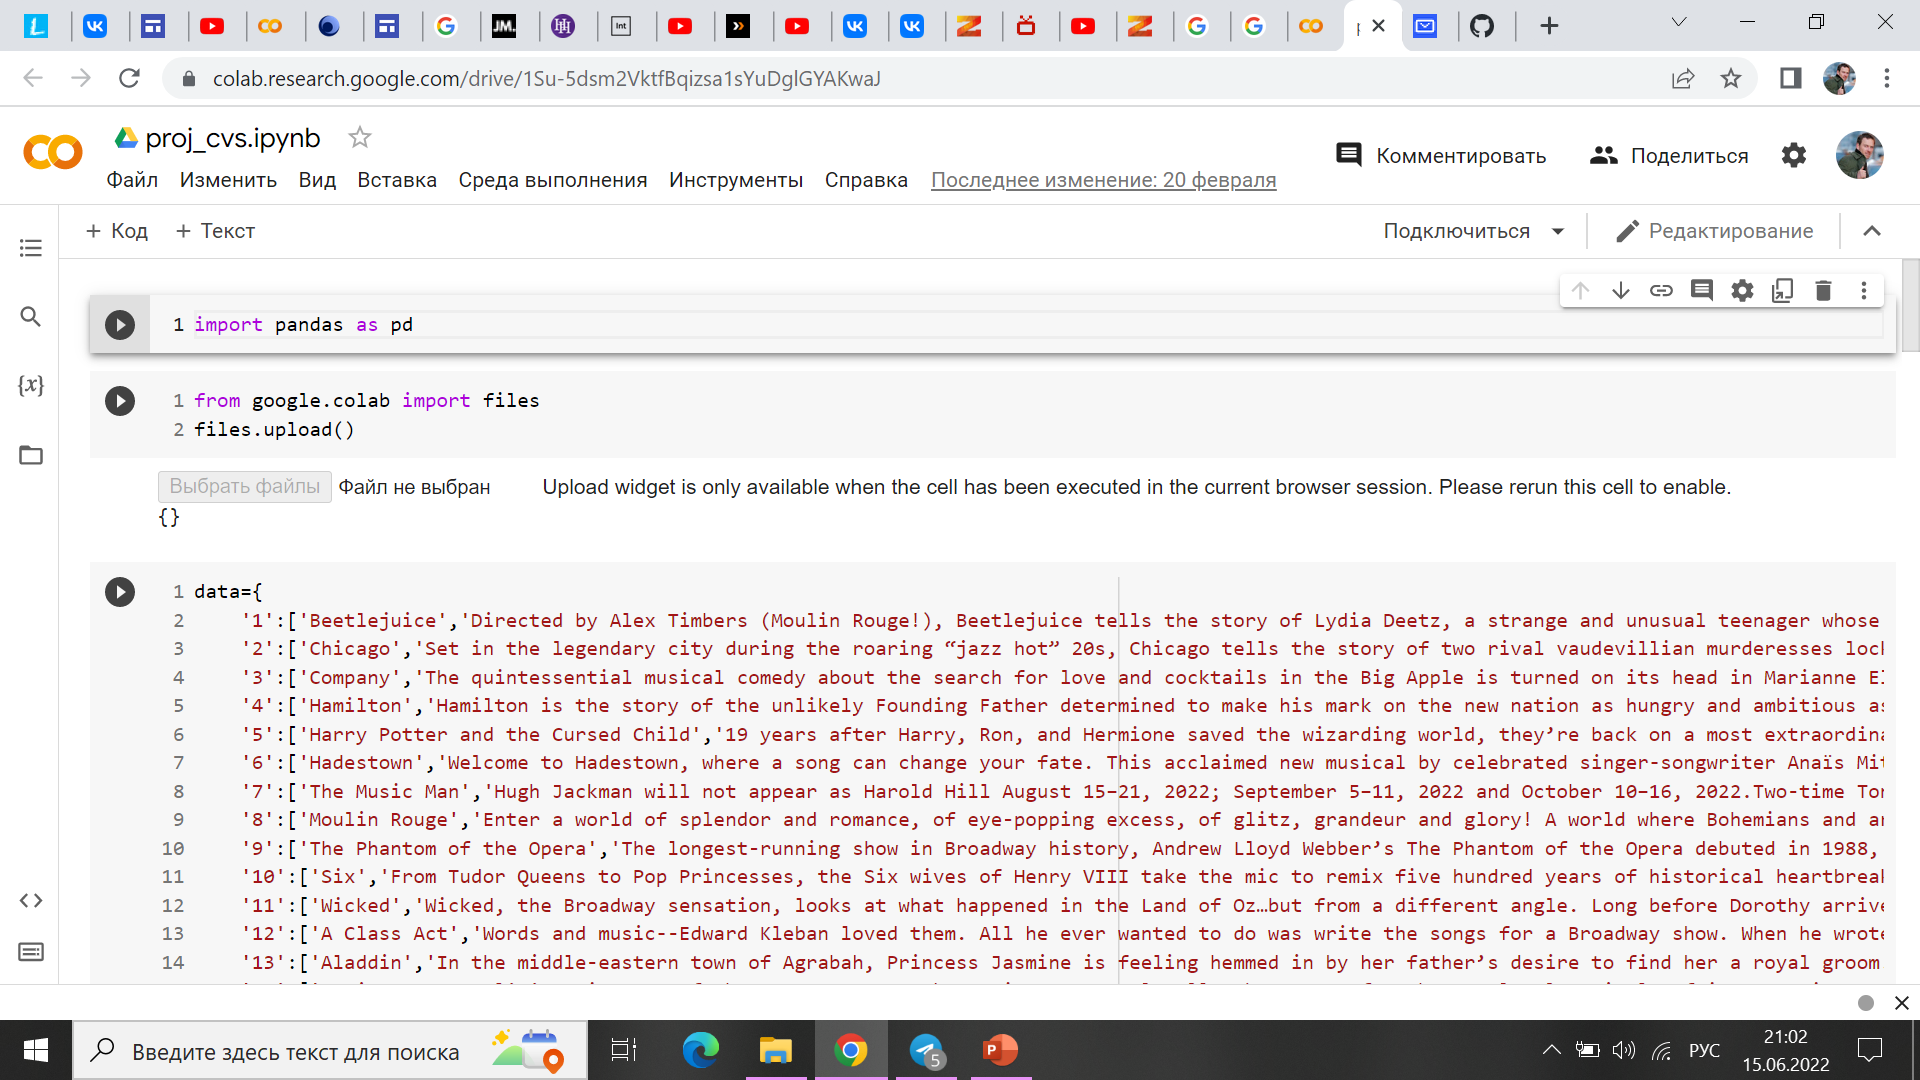 colab.research.google.com/drive/1Su-5dsm2VktfBqizsa1sYuDglGYAKwaJ
proj_cvs.ipynb
Комментировать
Поделиться
Файл Изменить Вид Вставка Среда выполнения Инструменты Справка Последнее изменение: 20 февраля
+ Код + Текст
Подключиться
Редактирование
1 import pandas as pd
1 from google.colab import files
2 files.upload()
Выбрать файлы Файл не выбран Upload widget is only available when the cell has been executed in the current browser session. Please rerun this cell to enable.
{}
1 data={
2 '1':['Beetlejuice','Directed by Alex Timbers (Moulin Rouge!), Beetlejuice tells the story of Lydia Deetz, a strange and unusual teenager whose
3 '2':['Chicago','Set in the legendary city during the roaring “jazz hot” 20s, Chicago tells the story of two rival vaudevillian murderesses
4 '3':['Company','The quintessential musical comedy about the search for love and cocktails in the Big Apple is turned on its head in Marianne
5 '4':['Hamilton','Hamilton is the story of the unlikely Founding Father determined to make his mark on the new nation as hungry and ambitious
6 '5':['Harry Potter and the Cursed Child','19 years after Harry, Ron, and Hermione saved the wizarding world, they’re back on a most
7 '6':['Hadestown','Welcome to Hadestown, where a song can change your fate. This acclaimed new musical by celebrated singer-songwriter Anaïs
8 '7':['The Music Man','Hugh Jackman will not appear as Harold Hill August 15–21, 2022; September 5–11, 2022 and October 10–16, 2022.Two-time
9 '8':['Moulin Rouge','Enter a world of splendor and romance, of eye-popping excess, of glitz, grandeur and glory! A world where Bohemians and
10 '9':['The Phantom of the Opera','The longest-running show in Broadway history, Andrew Lloyd Webber’s The Phantom of the Opera debuted in 1988,
11 '10':['Six','From Tudor Queens to Pop Princesses, the Six wives of Henry VIII take the mic to remix five hundred years of historical
12 '11':['Wicked','Wicked, the Broadway sensation, looks at what happened in the Land of Oz…but from a different angle. Long before Dorothy
13 '12':['A Class Act','Words and music--Edward Kleban loved them. All he ever wanted to do was write the songs for a Broadway show. When he wrote
14 '13':['Aladdin','In the middle-eastern town of Agrabah, Princess Jasmine is feeling hemmed in by her father’s desire to find her a royal groom
Введите здесь текст для поиска
5
РУС
21:02
15.06.2022